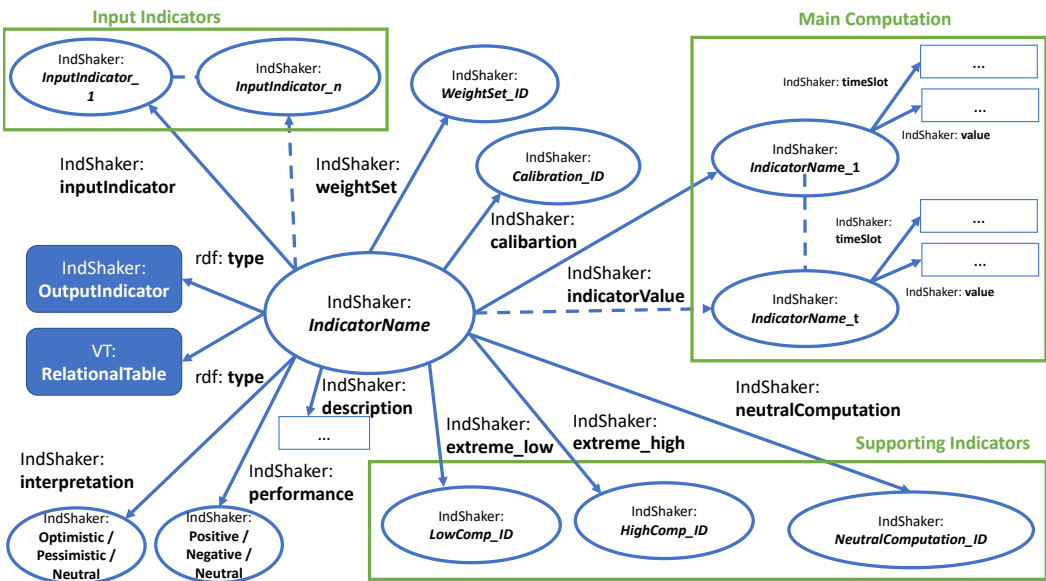 Input Indicators
Main Computation
IndShaker:
InputIndicator_
1
IndShaker:
InputIndicator_n
IndShaker:
WeightSet_ID
IndShaker: timeSlot
...
...
IndShaker: value
IndShaker:
IndicatorName_1
IndShaker:
Calibration_ID
IndShaker:
inputIndicator
IndShaker:
weightSet
IndShaker:
calibartion
IndShaker:
timeSlot
...
...
IndShaker: value
IndShaker:
IndicatorName_t
IndShaker:
indicatorValue
rdf: type
IndShaker:
OutputIndicator
IndShaker:
IndicatorName
VT:
RelationalTable
rdf: type
IndShaker:
description
...
IndShaker:
neutralComputation
IndShaker:
extreme_low
IndShaker:
extreme_high
Supporting Indicators
IndShaker:
interpretation
IndShaker:
performance
IndShaker:
Optimistic /
Pessimistic /
Neutral
IndShaker:
Positive /
Negative /
Neutral
IndShaker:
LowComp_ID
IndShaker:
HighComp_ID
IndShaker:
NeutralComputation_ID